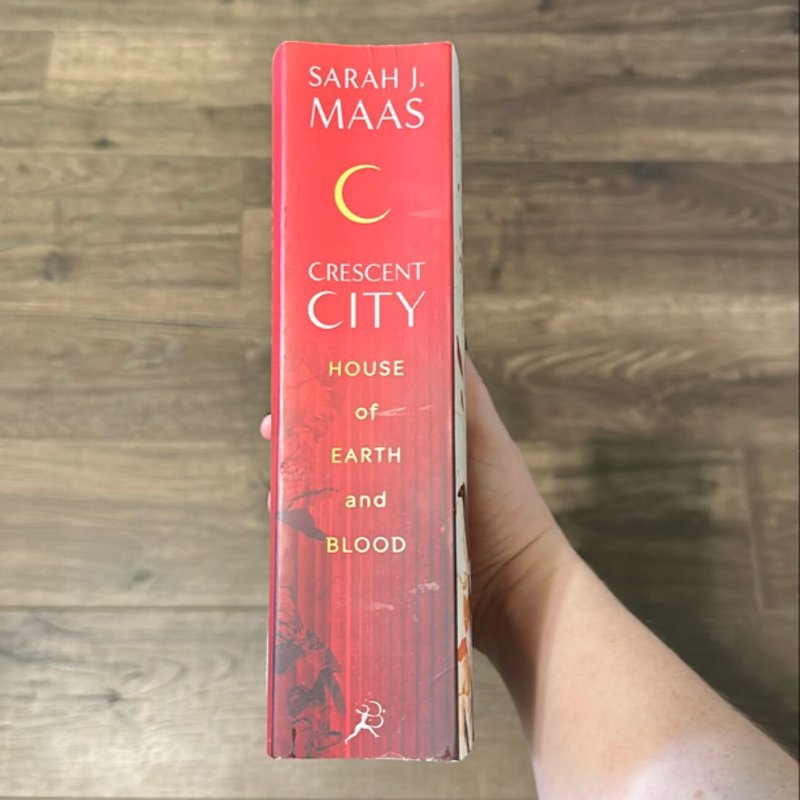 SARAH J.
MAAS
CRESCENT
CITY
HOUSE
of
EARTH
and
BLOOD